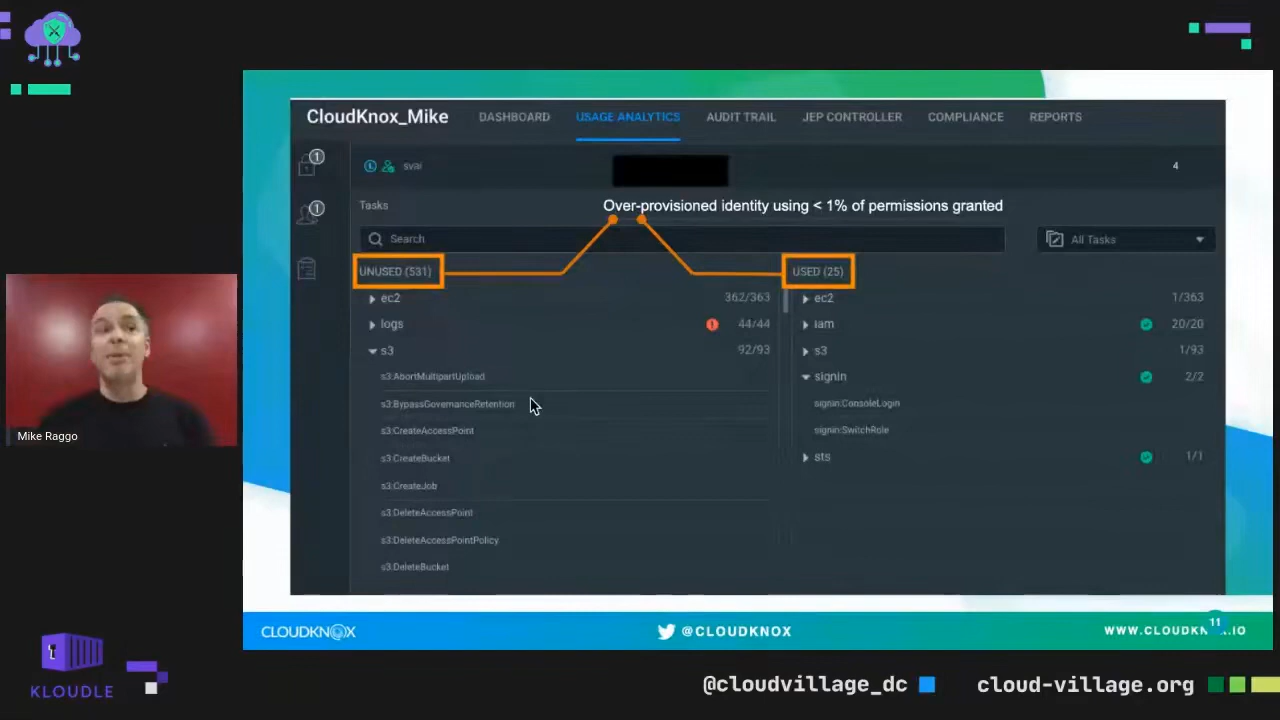 CloudKnox_Mike DASHBOARD USAGE ANALYTICS AUDIT TRAIL JEP CONTROLLER COMPLIANCE REPORTS
1
svai 4
1
Tasks
Over-provisioned identity using < 1% of permissions granted
Search All Tasks
UNUSED (531)
ec2 362/363
logs 44/44
s3 92/93
s3:AbortMultipartUpload
s3:BypassGovernanceRetention
s3:CreateAccessPoint
s3:CreateBucket
s3:CreateJob
s3:DeleteAccessPoint
s3:DeleteAccessPointPolicy
s3:DeleteBucket
USED (25)
ec2 1/363
iam 20/20
s3 1/93
signin 2/2
signin:ConsoleLogin
signin:SwitchRole
sts 1/1
Mike Raggo
CLOUDKNOX @CLOUDKNOX 11
KLOUDLE
@cloudvillage_dc cloud-village.org